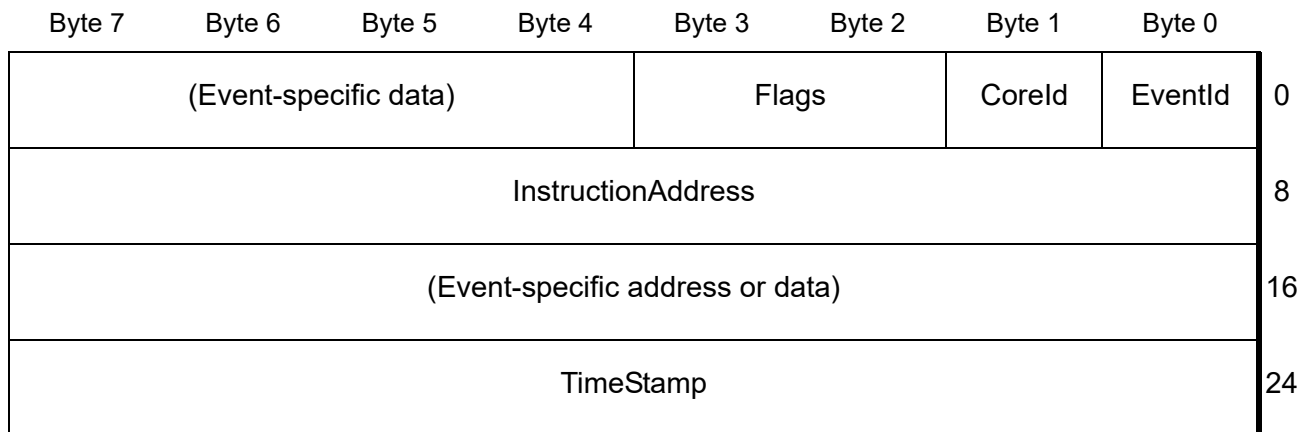 Byte 7 Byte 6 Byte 5 Byte 4 Byte 3 Byte 2 Byte 1 Byte 0
(Event-specific data) Flags CoreId EventId 0
InstructionAddress 8
(Event-specific address or data) 16
TimeStamp 24